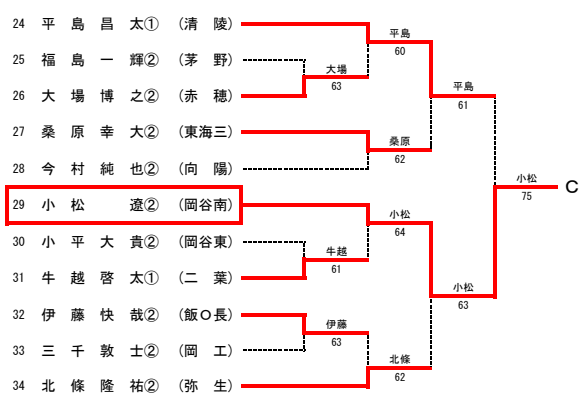 24 平島昌太① (清陵)
25 福島一輝② (茅野)
26 大場博之② (赤穂)
27 桑原幸大② (東海三)
28 今村純也② (向陽)
29 小松遼② (岡谷南)
30 小平大貴② (岡谷東)
31 牛越啓太① (二葉)
32 伊藤快哉② (飯O長)
33 三千敦士② (岡工)
34 北條隆祐② (弥生)
大場
63
牛越
61
伊藤
63
平島
60
桑原
62
小松
64
北條
62
平島
61
小松
63
小松
75
C